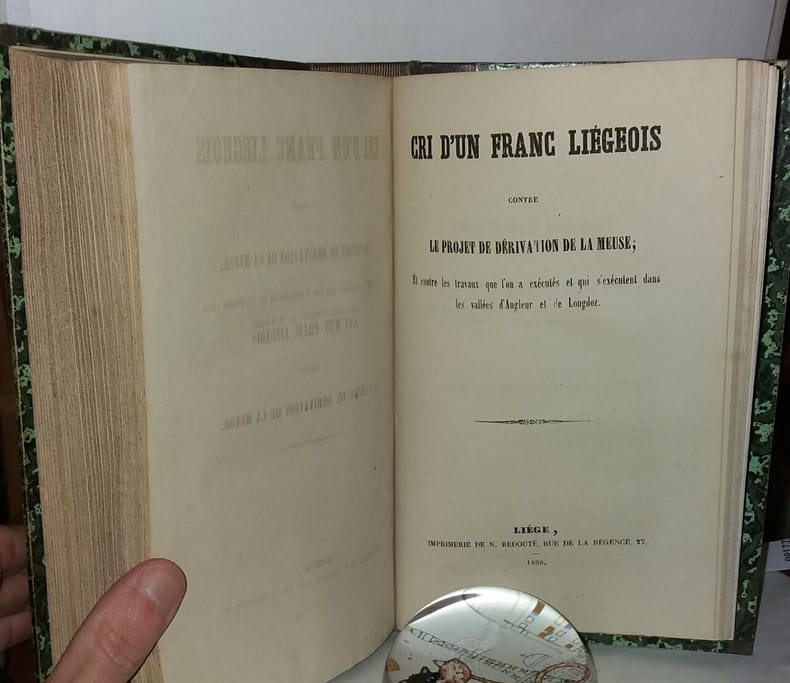 CRI D'UN FRANC LIÉGEOIS
CONTRE
LE PROJET DE DÉRIVATION DE LA MEUSE;
Et contre les travaux que l'on a exécutés et qui s'exécutent dans
les vallées d'Angleur et de Longdoz.
LIÉGE,
IMPRIMERIE DE N. REDOUTÉ, RUE DE LA RÉGENCE, 27,
1850.